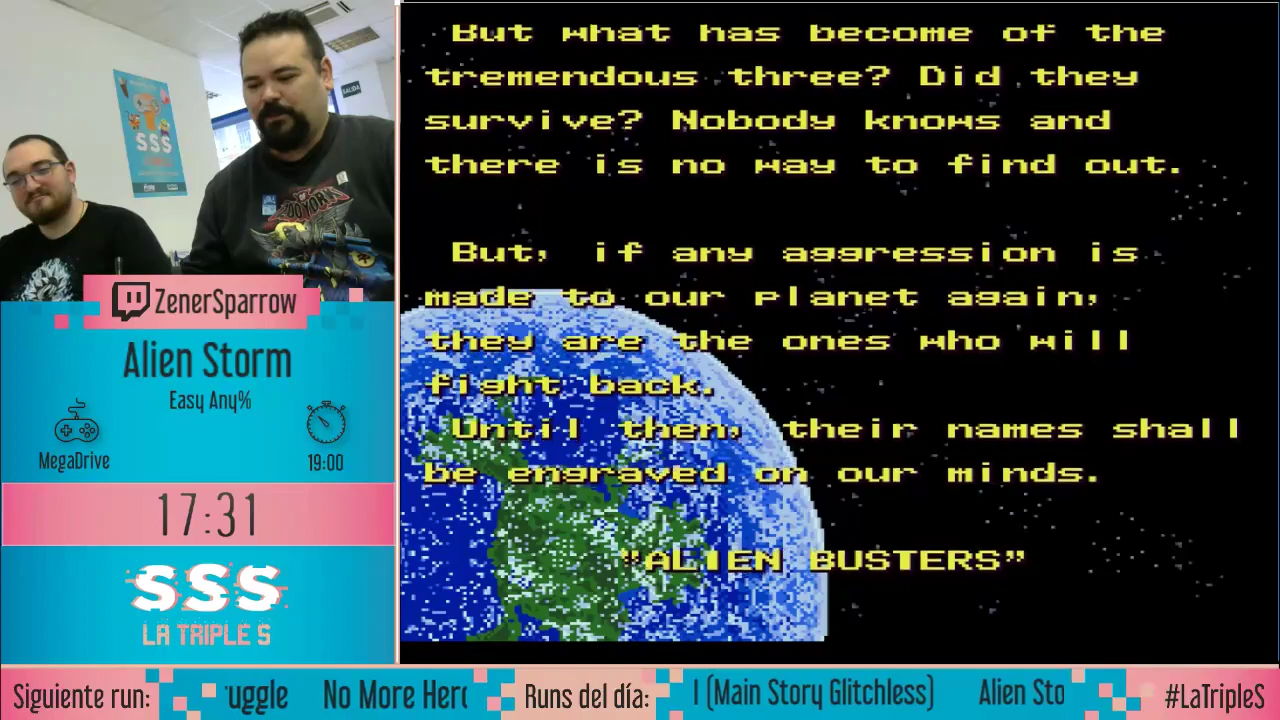 But what has become of the
tremendous three? Did they
survive? Nobody knows and
there is no way to find out.
But, if any aggression is
made to our planet again,
they are the ones who will
fight back.
Until then, their names shall
be engraved on our minds.
"ALIEN BUSTERS"
SALIDA
SSS
ZenerSparrow
Alien Storm
Easy Any%
MegaDrive
19:00
17:31
SSS
LA TRIPLE S
Siguiente run:
uggle
No More Hero
Runs del día:
l (Main Story Glitchless)
Alien Sto
#LaTripleS